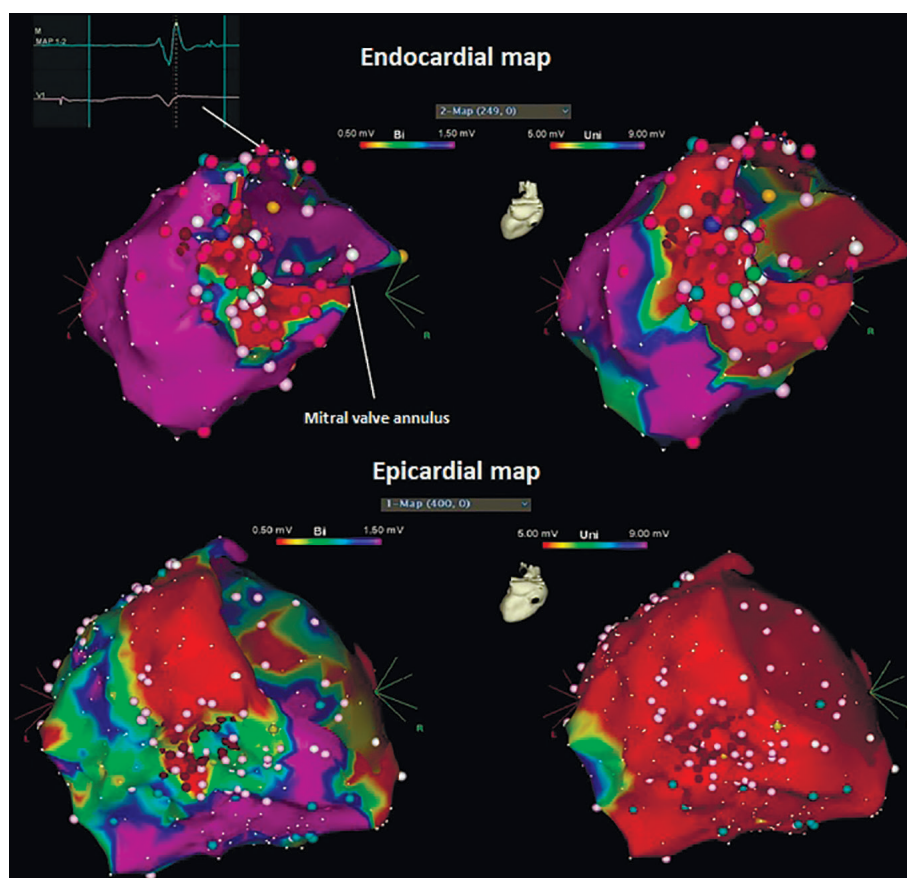 M
MAP 1-2
V1
Endocardial map
2-Map (249, 0)
0.50 mV Bi 1.50 mV
5.00 mV Uni 9.00 mV
L
R
L
R
Mitral valve annulus
Epicardial map
1-Map (400, 0)
0.50 mV Bi 1.50 mV
5.00 mV Uni 9.00 mV
L
R
L
R